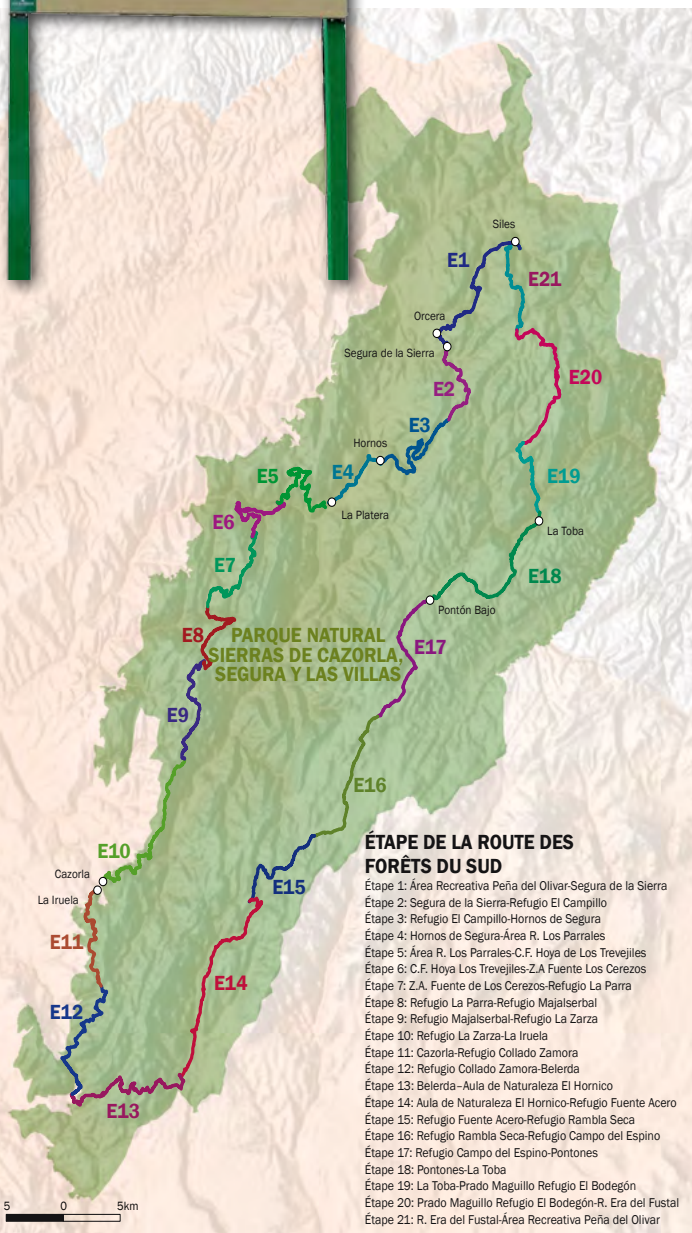 Siles
E1
E21
Orcera
Segura de la Sierra
E2
E20
E3
Hornos
E4
E5
E19
La Platera
E6
La Toba
E7
E18
Pontón Bajo
E8
PARQUE NATURAL
SIERRAS DE CAZORLA,
SEGURA Y LAS VILLAS
E17
E9
E16
E10
Cazorla
La Iruela
E15
E11
E14
E12
E13
5 0 5km
ÉTAPE DE LA ROUTE DES
FORÊTS DU SUD
Étape 1: Área Recreativa Peña del Olivar-Segura de la Sierra
Étape 2: Segura de la Sierra-Refugio El Campillo
Étape 3: Refugio El Campillo-Hornos de Segura
Étape 4: Hornos de Segura-Área R. Los Parrales
Étape 5: Área R. Los Parrales-C.F. Hoya de Los Trevejiles
Étape 6: C.F. Hoya Los Trevejiles-Z.A Fuente Los Cerezos
Étape 7: Z.A. Fuente de Los Cerezos-Refugio La Parra
Étape 8: Refugio La Parra-Refugio Majalserbal
Étape 9: Refugio Majalserbal-Refugio La Zarza
Étape 10: Refugio La Zarza-La Iruela
Étape 11: Cazorla-Refugio Collado Zamora
Étape 12: Refugio Collado Zamora-Belerda
Étape 13: Belerda–Aula de Naturaleza El Hornico
Étape 14: Aula de Naturaleza El Hornico-Refugio Fuente Acero
Étape 15: Refugio Fuente Acero-Refugio Rambla Seca
Étape 16: Refugio Rambla Seca-Refugio Campo del Espino
Étape 17: Refugio Campo del Espino-Pontones
Étape 18: Pontones-La Toba
Étape 19: La Toba-Prado Maguillo Refugio El Bodegón
Étape 20: Prado Maguillo Refugio El Bodegón-R. Era del Fustal
Étape 21: R. Era del Fustal-Área Recreativa Peña del Olivar